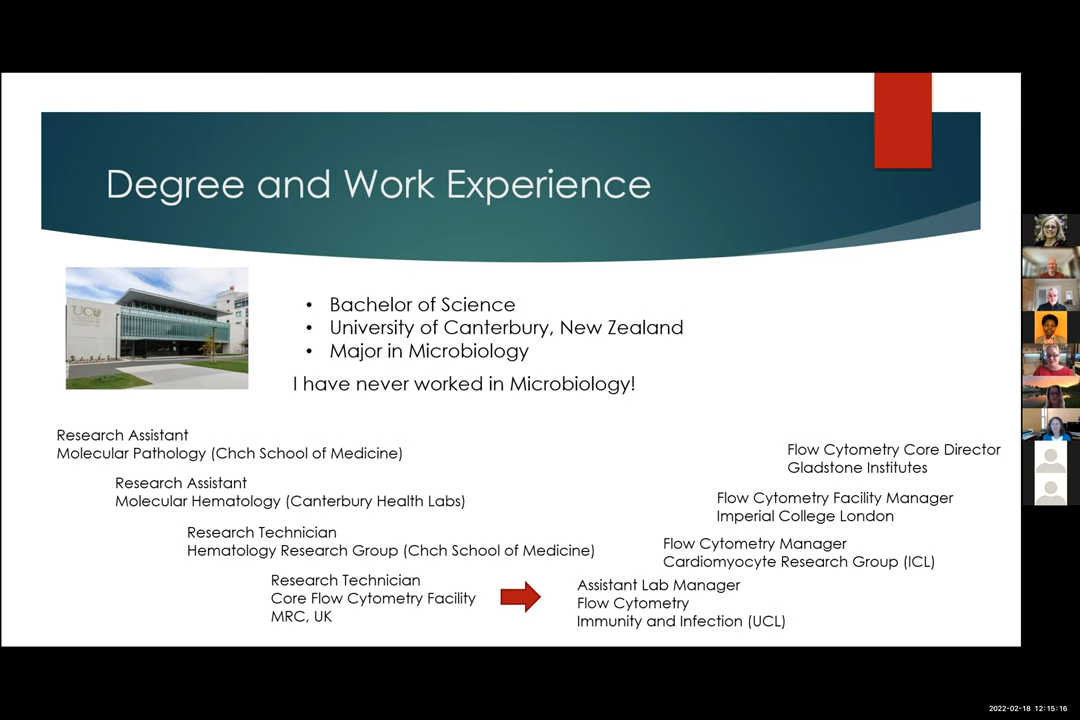 Degree and Work Experience
UC
• Bachelor of Science
• University of Canterbury, New Zealand
• Major in Microbiology
I have never worked in Microbiology!
Research Assistant
Molecular Pathology (Chch School of Medicine)
Research Assistant
Molecular Hematology (Canterbury Health Labs)
Research Technician
Hematology Research Group (Chch School of Medicine)
Research Technician
Core Flow Cytometry Facility
MRC, UK
Assistant Lab Manager
Flow Cytometry
Immunity and Infection (UCL)
Flow Cytometry Manager
Cardiomyocyte Research Group (ICL)
Flow Cytometry Facility Manager
Imperial College London
Flow Cytometry Core Director
Gladstone Institutes
2022-02-18 12:15:16